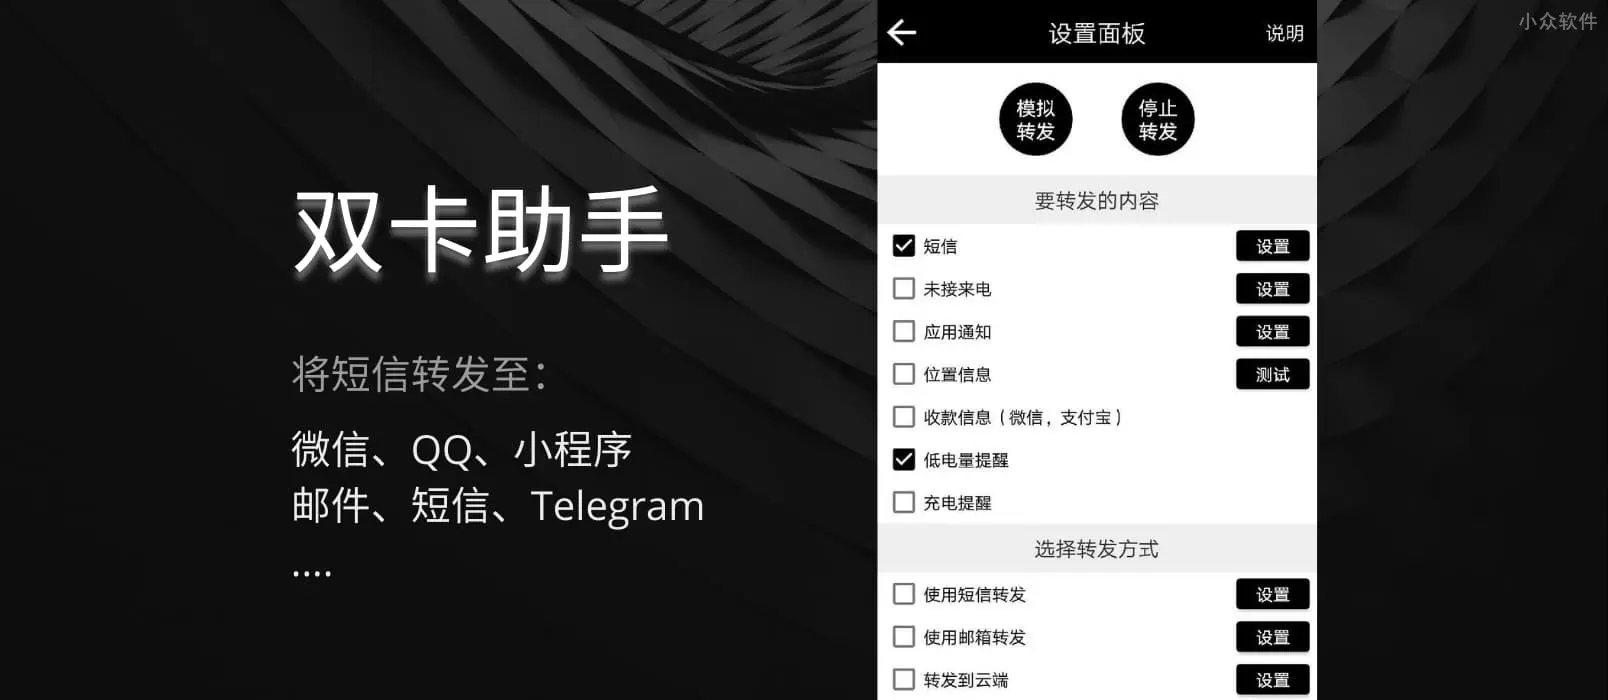 小众软件
双卡助手
将短信转发至：
微信、QQ、小程序
邮件、短信、Telegram
....
设置面板
说明
模拟
转发
停止
转发
要转发的内容
短信
设置
未接来电
设置
应用通知
设置
位置信息
测试
收款信息（微信，支付宝）
低电量提醒
充电提醒
选择转发方式
使用短信转发
设置
使用邮箱转发
设置
转发到云端
设置